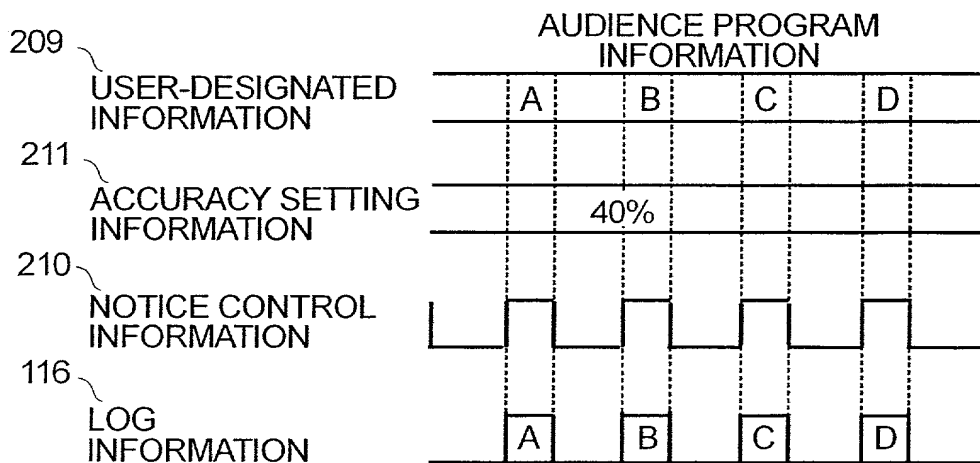 AUDIENCE PROGRAM
INFORMATION
209
USER-DESIGNATED
INFORMATION
A B C D
211
ACCURACY SETTING
INFORMATION
40%
210
NOTICE CONTROL
INFORMATION
116
LOG
INFORMATION
A B C D